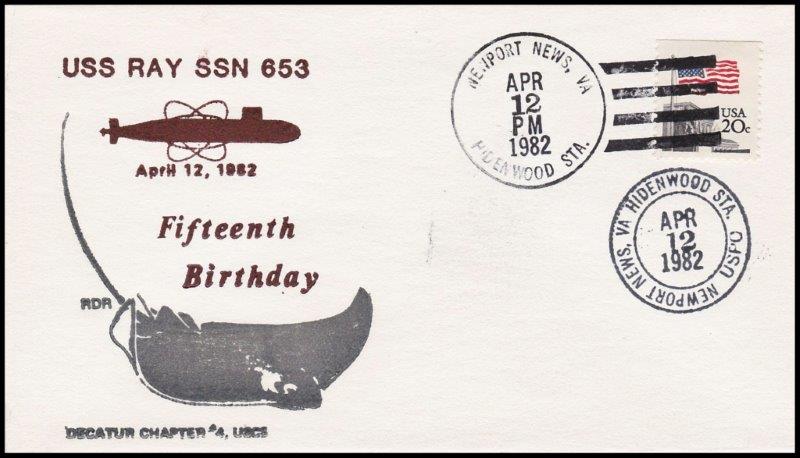 USS RAY SSN 653
April 12, 1982
Fifteenth
Birthday
RDR
DECATUR CHAPTER #4, USCS
NEWPORT NEWS, VA
APR
12
PM
1982
HIDENWOOD STA.
USA
20c
HIDENWOOD STA.
APR
12
1982
NEWPORT NEWS, VA
USPO